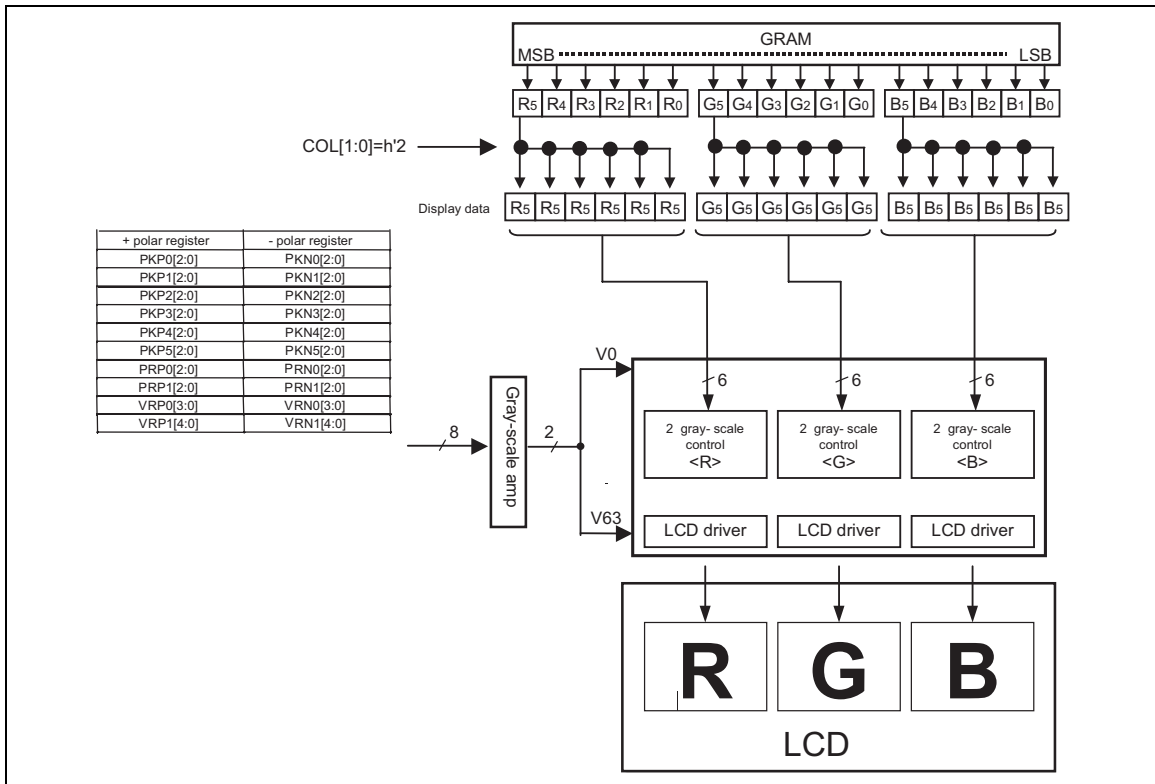 GRAM
MSB LSB
R5 R4 R3 R2 R1 R0 G5 G4 G3 G2 G1 G0 B5 B4 B3 B2 B1 B0
COL[1:0]=h'2
Display data R5 R5 R5 R5 R5 R5 G5 G5 G5 G5 G5 G5 B5 B5 B5 B5 B5 B5
+ polar register - polar register
PKP0[2:0] PKN0[2:0]
PKP1[2:0] PKN1[2:0]
PKP2[2:0] PKN2[2:0]
PKP3[2:0] PKN3[2:0]
PKP4[2:0] PKN4[2:0]
PKP5[2:0] PKN5[2:0]
PRP0[2:0] PRN0[2:0]
PRP1[2:0] PRN1[2:0]
VRP0[3:0] VRN0[3:0]
VRP1[4:0] VRN1[4:0]
8
Gray-scale amp
2
V0
V63
6 6 6
2 gray- scale
control
<R>
2 gray- scale
control
<G>
2 gray- scale
control
<B>
LCD driver LCD driver LCD driver
R G B
LCD